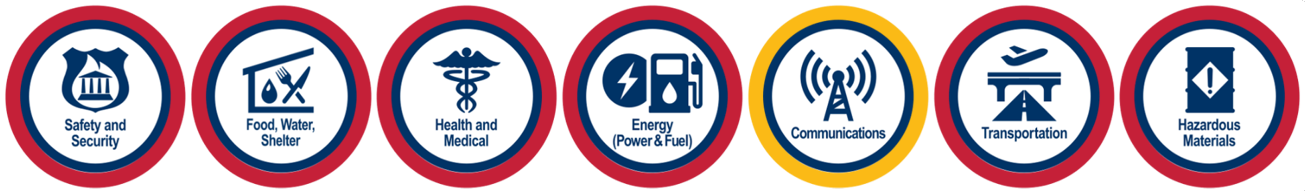 Safety and
Security
Food, Water,
Shelter
Health and
Medical
Energy
(Power & Fuel)
Communications
Transportation
Hazardous
Materials